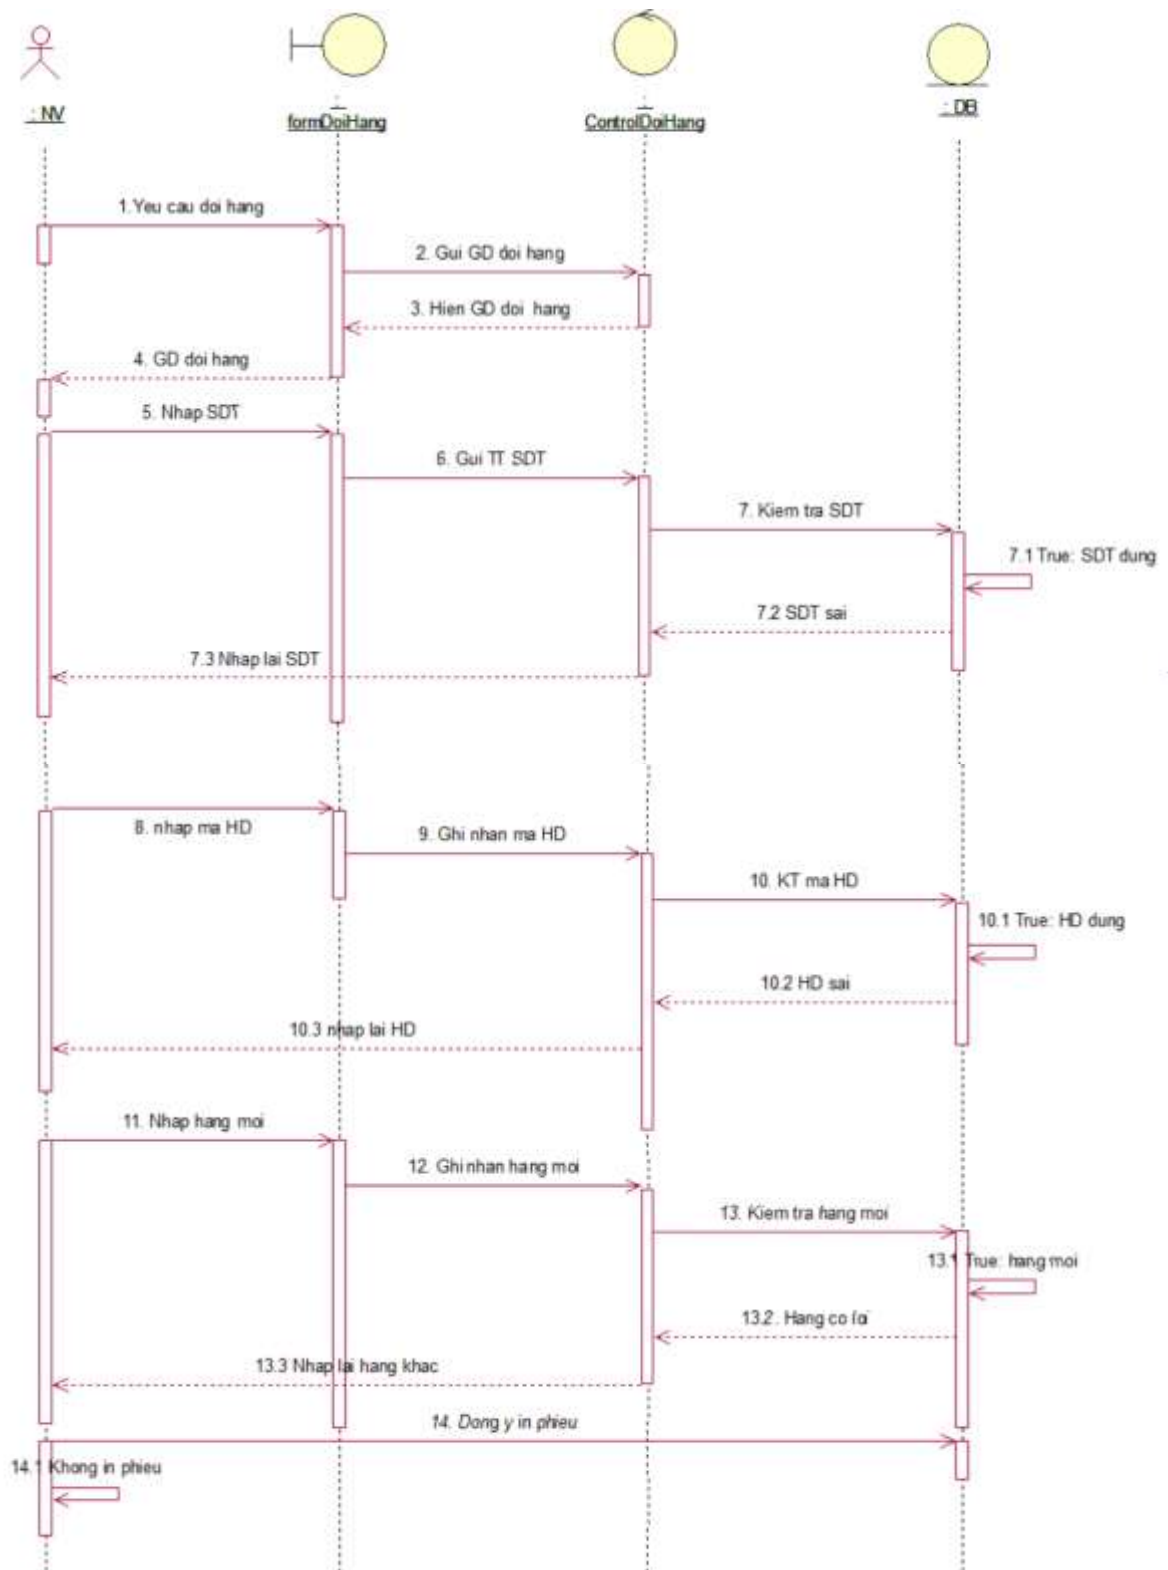 : NV
formDoiHang
ControlDoiHang
: DB
1.Yeu cau doi hang
2. Gui GD doi hang
3. Hien GD doi hang
4. GD doi hang
5. Nhap SDT
6. Gui TT SDT
7. Kiem tra SDT
7.1 True: SDT dung
7.2 SDT sai
7.3 Nhap lai SDT
8. nhap ma HD
9. Ghi nhan ma HD
10. KT ma HD
10.1 True: HD dung
10.2 HD sai
10.3 nhap lai HD
11. Nhap hang moi
12. Ghi nhan hang moi
13. Kiem tra hang moi
13.1 True: hang moi
13.2. Hang co loi
13.3 Nhap lai hang khac
14. Dong y in phieu
14.1 Khong in phieu